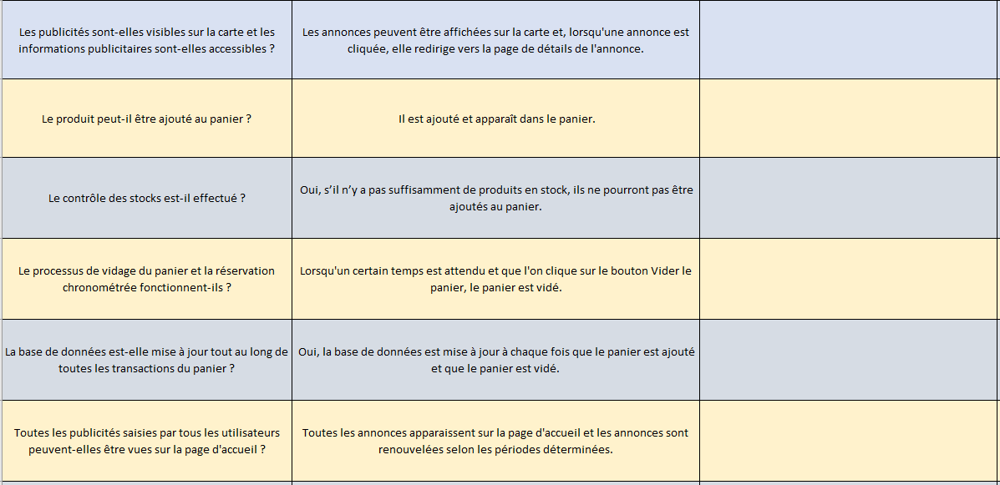 Les publicités sont-elles visibles sur la carte et les
informations publicitaires sont-elles accessibles ?
Les annonces peuvent être affichées sur la carte et, lorsqu'une annonce est
cliquée, elle redirige vers la page de détails de l'annonce.
Le produit peut-il être ajouté au panier ?
Il est ajouté et apparaît dans le panier.
Le contrôle des stocks est-il effectué ?
Oui, s’il n’y a pas suffisamment de produits en stock, ils ne pourront pas être
ajoutés au panier.
Le processus de vidage du panier et la réservation
chronométrée fonctionnent-ils ?
Lorsqu'un certain temps est attendu et que l'on clique sur le bouton Vider le
panier, le panier est vidé.
La base de données est-elle mise à jour tout au long de
toutes les transactions du panier ?
Oui, la base de données est mise à jour à chaque fois que le panier est ajouté
et que le panier est vidé.
Toutes les publicités saisies par tous les utilisateurs
peuvent-elles être vues sur la page d'accueil ?
Toutes les annonces apparaissent sur la page d'accueil et les annonces sont
renouvelées selon les périodes déterminées.